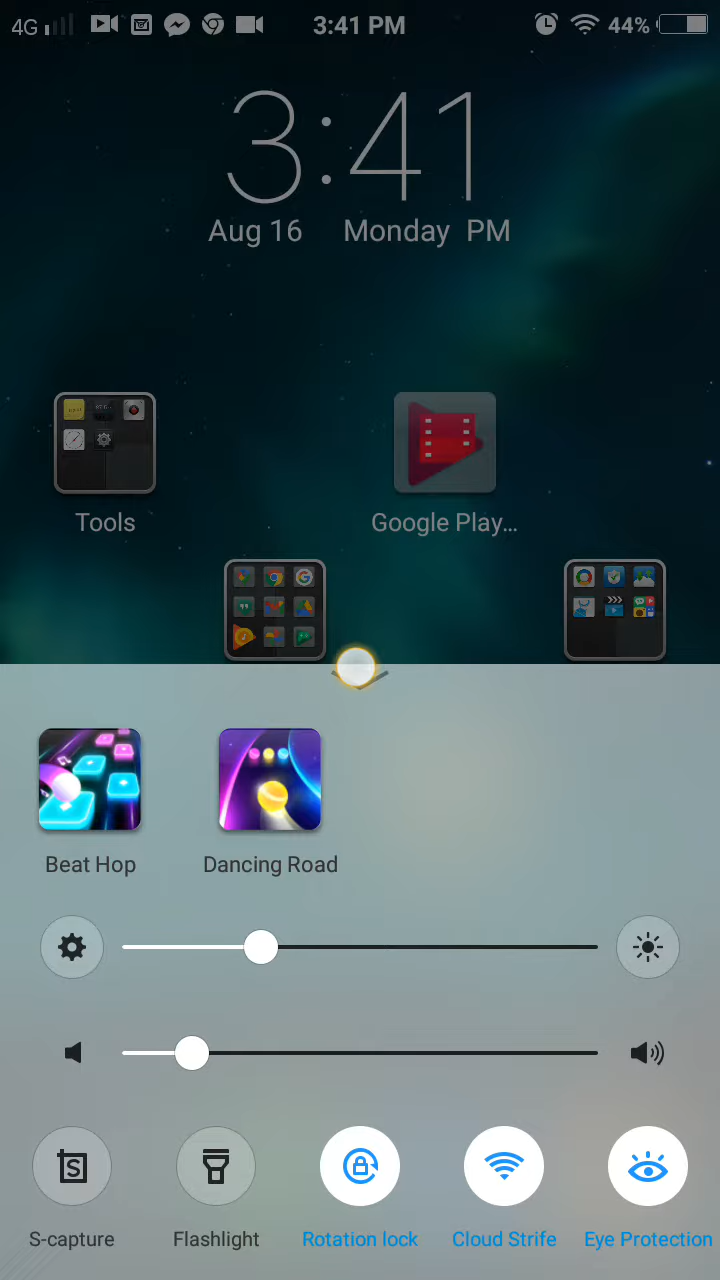 4G 3:41 PM 44%
3:41
Aug 16 Monday PM
Tools
Google Play...
Beat Hop
Dancing Road
S-capture
Flashlight
Rotation lock
Cloud Strife
Eye Protection